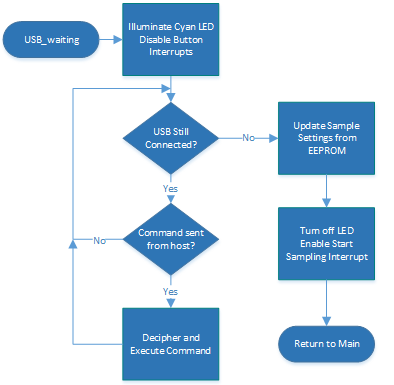 USB_waiting
Illuminate Cyan LED
Disable Button
Interrupts
USB Still
Connected?
No
Update Sample
Settings from
EEPROM
Yes
Command sent
from host?
No
Turn off LED
Enable Start
Sampling Interrupt
Yes
Decipher and
Execute Command
Return to Main